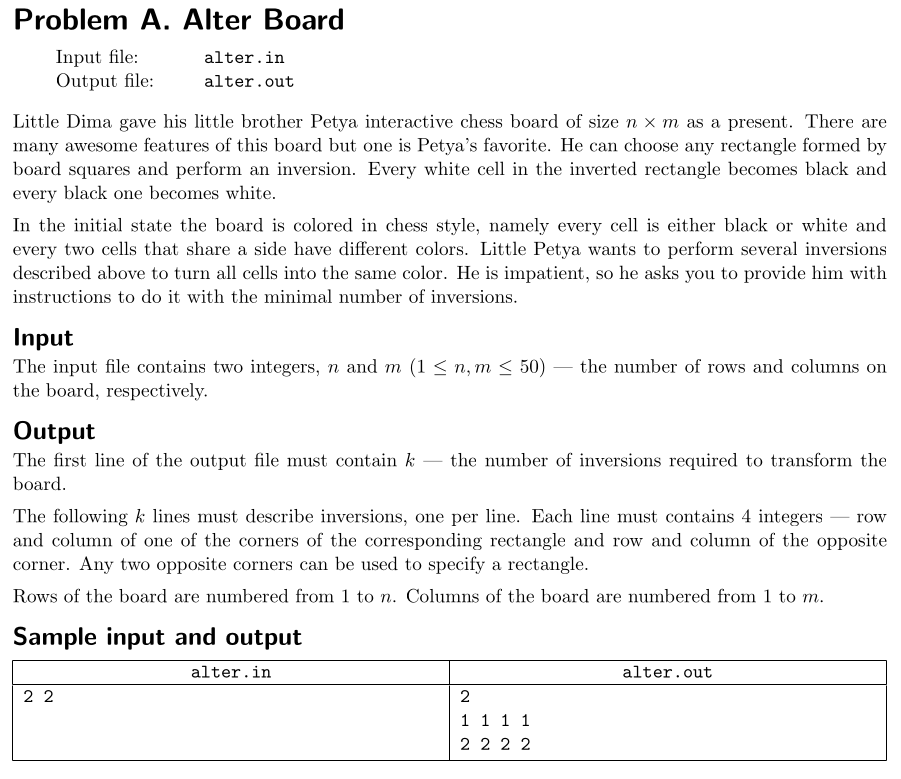 Problem A. Alter Board
Input file: alter.in
Output file: alter.out
Little Dima gave his little brother Petya interactive chess board of size n × m as a present. There are
many awesome features of this board but one is Petya's favorite. He can choose any rectangle formed by
board squares and perform an inversion. Every white cell in the inverted rectangle becomes black and
every black one becomes white.
In the initial state the board is colored in chess style, namely every cell is either black or white and
every two cells that share a side have different colors. Little Petya wants to perform several inversions
described above to turn all cells into the same color. He is impatient, so he asks you to provide him with
instructions to do it with the minimal number of inversions.
Input
The input file contains two integers, n and m (1 ≤ n, m ≤ 50) — the number of rows and columns on
the board, respectively.
Output
The first line of the output file must contain k — the number of inversions required to transform the
board.
The following k lines must describe inversions, one per line. Each line must contains 4 integers — row
and column of one of the corners of the corresponding rectangle and row and column of the opposite
corner. Any two opposite corners can be used to specify a rectangle.
Rows of the board are numbered from 1 to n. Columns of the board are numbered from 1 to m.
Sample input and output
alter.in alter.out
2 2 2
1 1 1 1
2 2 2 2